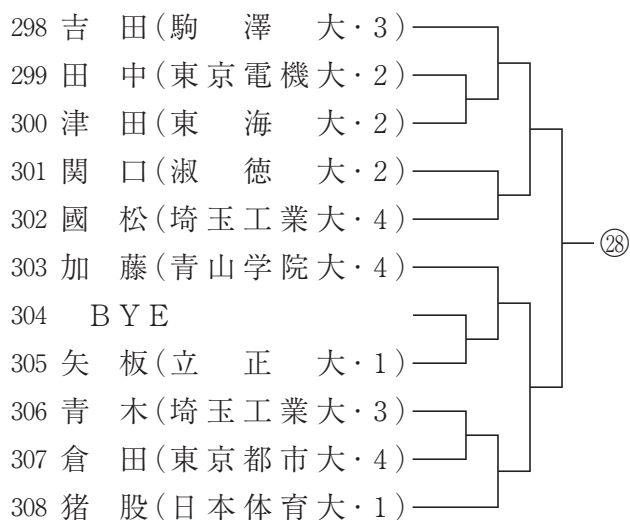 298 吉田(駒澤大・3)
299 田中(東京電機大・2)
300 津田(東海大・2)
301 関口(淑徳大・2)
302 國松(埼玉工業大・4)
303 加藤(青山学院大・4)
304 BYE
305 矢板(立正大・1)
306 青木(埼玉工業大・3)
307 倉田(東京都市大・4)
308 猪股(日本体育大・1)
㉘